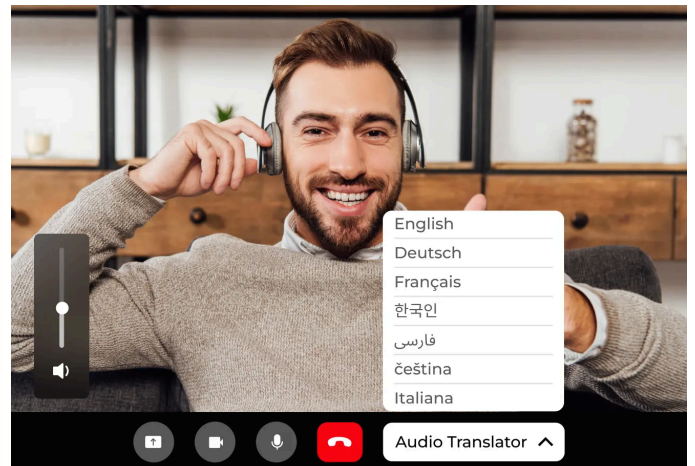 English
Deutsch
Français
한국인
فارسی
čeština
Italiana
Audio Translator